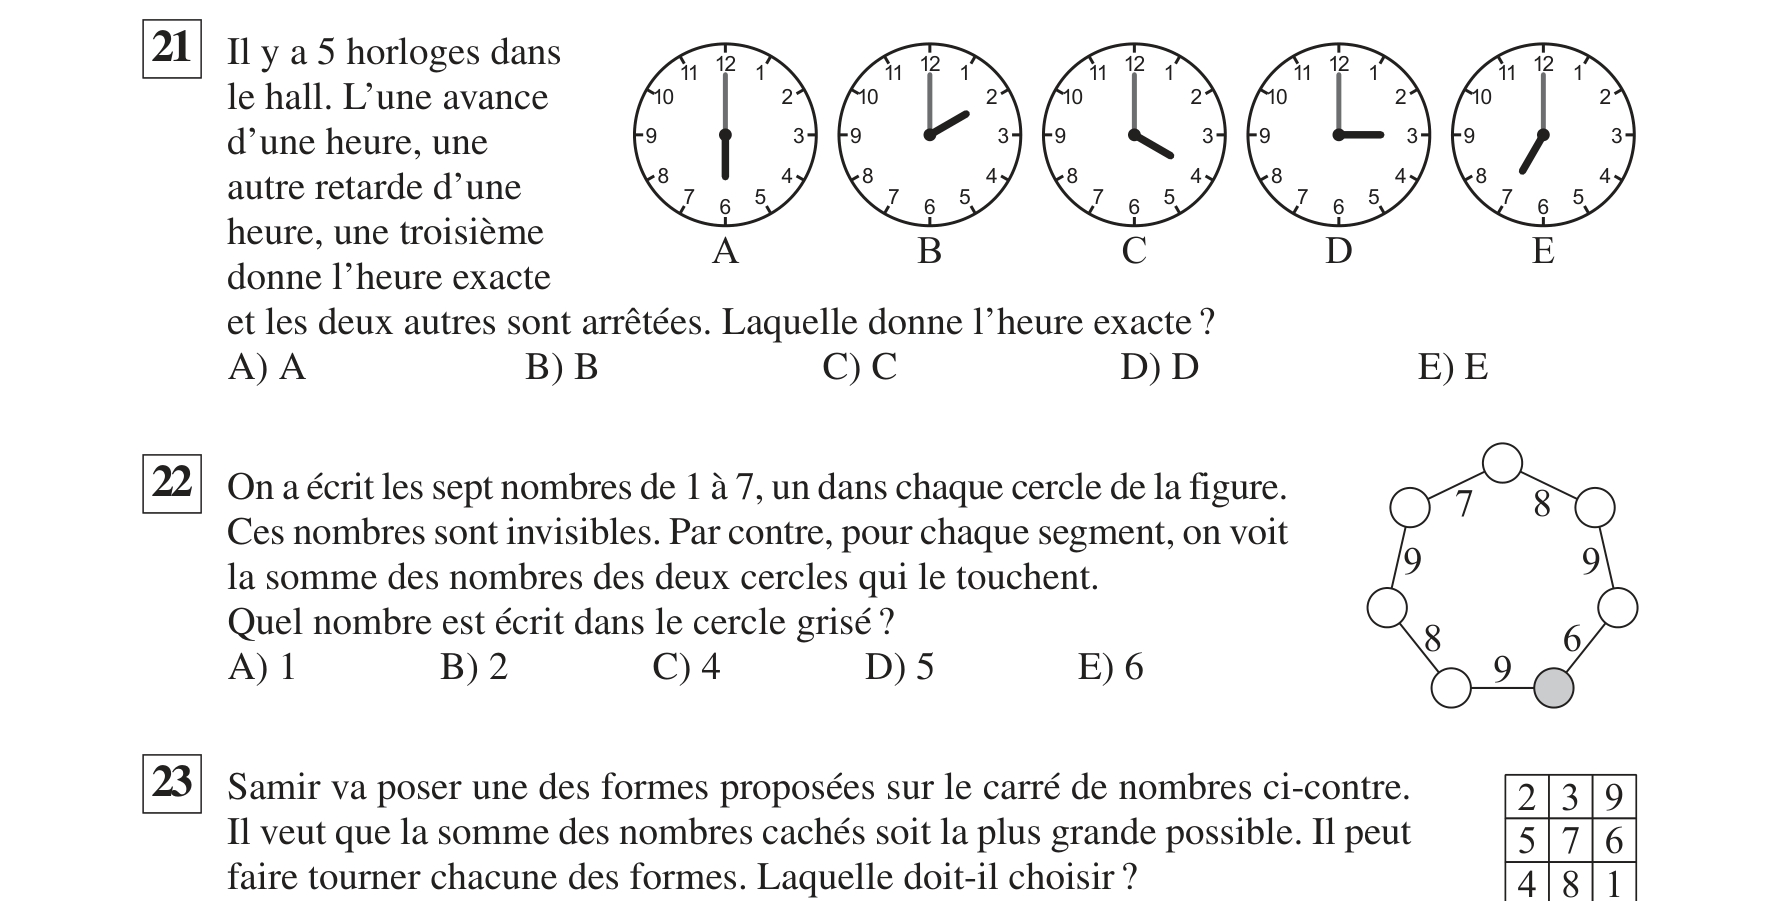 21 Il y a 5 horloges dans
le hall. L’une avance
d’une heure, une
autre retarde d’une
heure, une troisième
donne l’heure exacte
et les deux autres sont arrêtées. Laquelle donne l’heure exacte ?
12 1 2 3 4 5 6 7 8 9 10 11
12 1 2 3 4 5 6 7 8 9 10 11
12 1 2 3 4 5 6 7 8 9 10 11
12 1 2 3 4 5 6 7 8 9 10 11
12 1 2 3 4 5 6 7 8 9 10 11
A B C D E
A) A B) B C) C D) D E) E
22 On a écrit les sept nombres de 1 à 7, un dans chaque cercle de la figure.
Ces nombres sont invisibles. Par contre, pour chaque segment, on voit
la somme des nombres des deux cercles qui le touchent.
Quel nombre est écrit dans le cercle grisé ?
A) 1 B) 2 C) 4 D) 5 E) 6
7 8
9 9
8 6
9
23 Samir va poser une des formes proposées sur le carré de nombres ci-contre.
Il veut que la somme des nombres cachés soit la plus grande possible. Il peut
faire tourner chacune des formes. Laquelle doit-il choisir ?
2 3 9
5 7 6
4 8 1